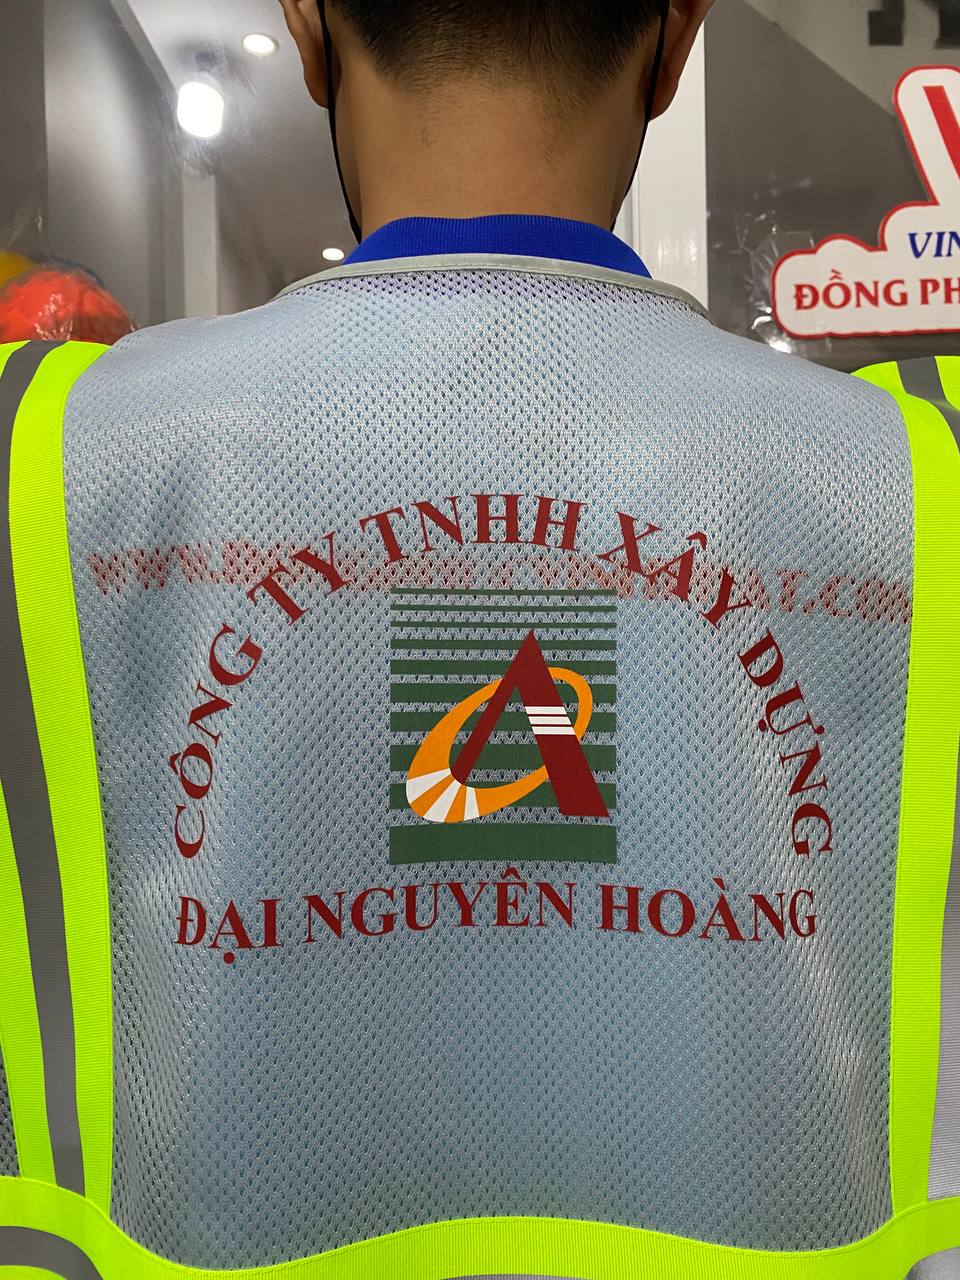 VIN
ĐỒNG PH
CÔNG TY TNHH XÂY DỰNG
ĐẠI NGUYÊN HOÀNG